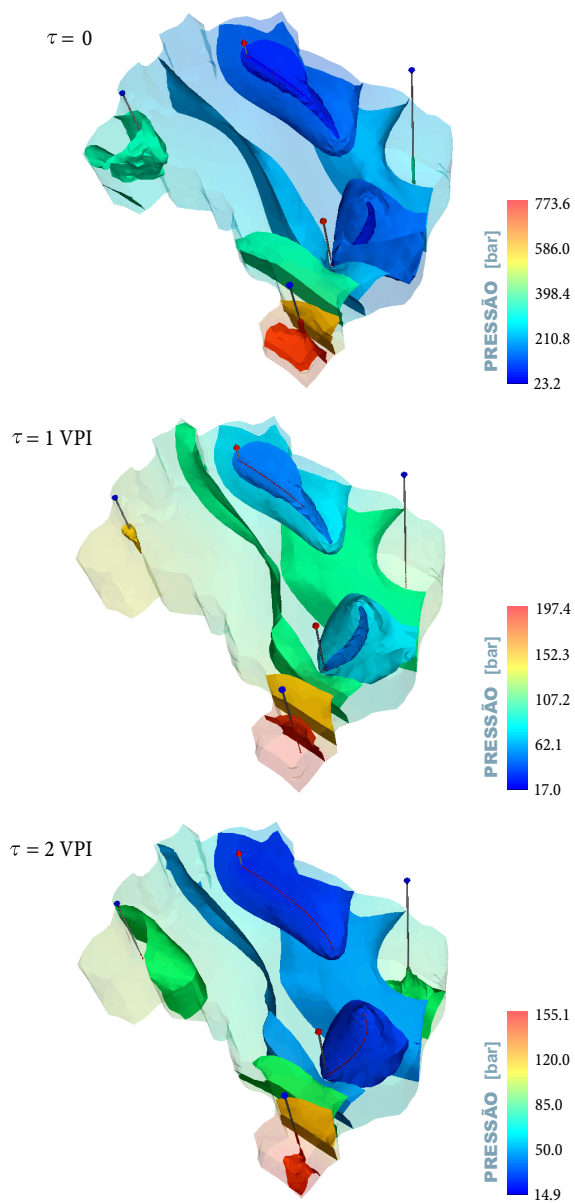 τ = 0
773.6
586.0
398.4
210.8
23.2
PRESSÃO [bar]
τ = 1 VPI
197.4
152.3
107.2
62.1
17.0
PRESSÃO [bar]
τ = 2 VPI
155.1
120.0
85.0
50.0
14.9
PRESSÃO [bar]